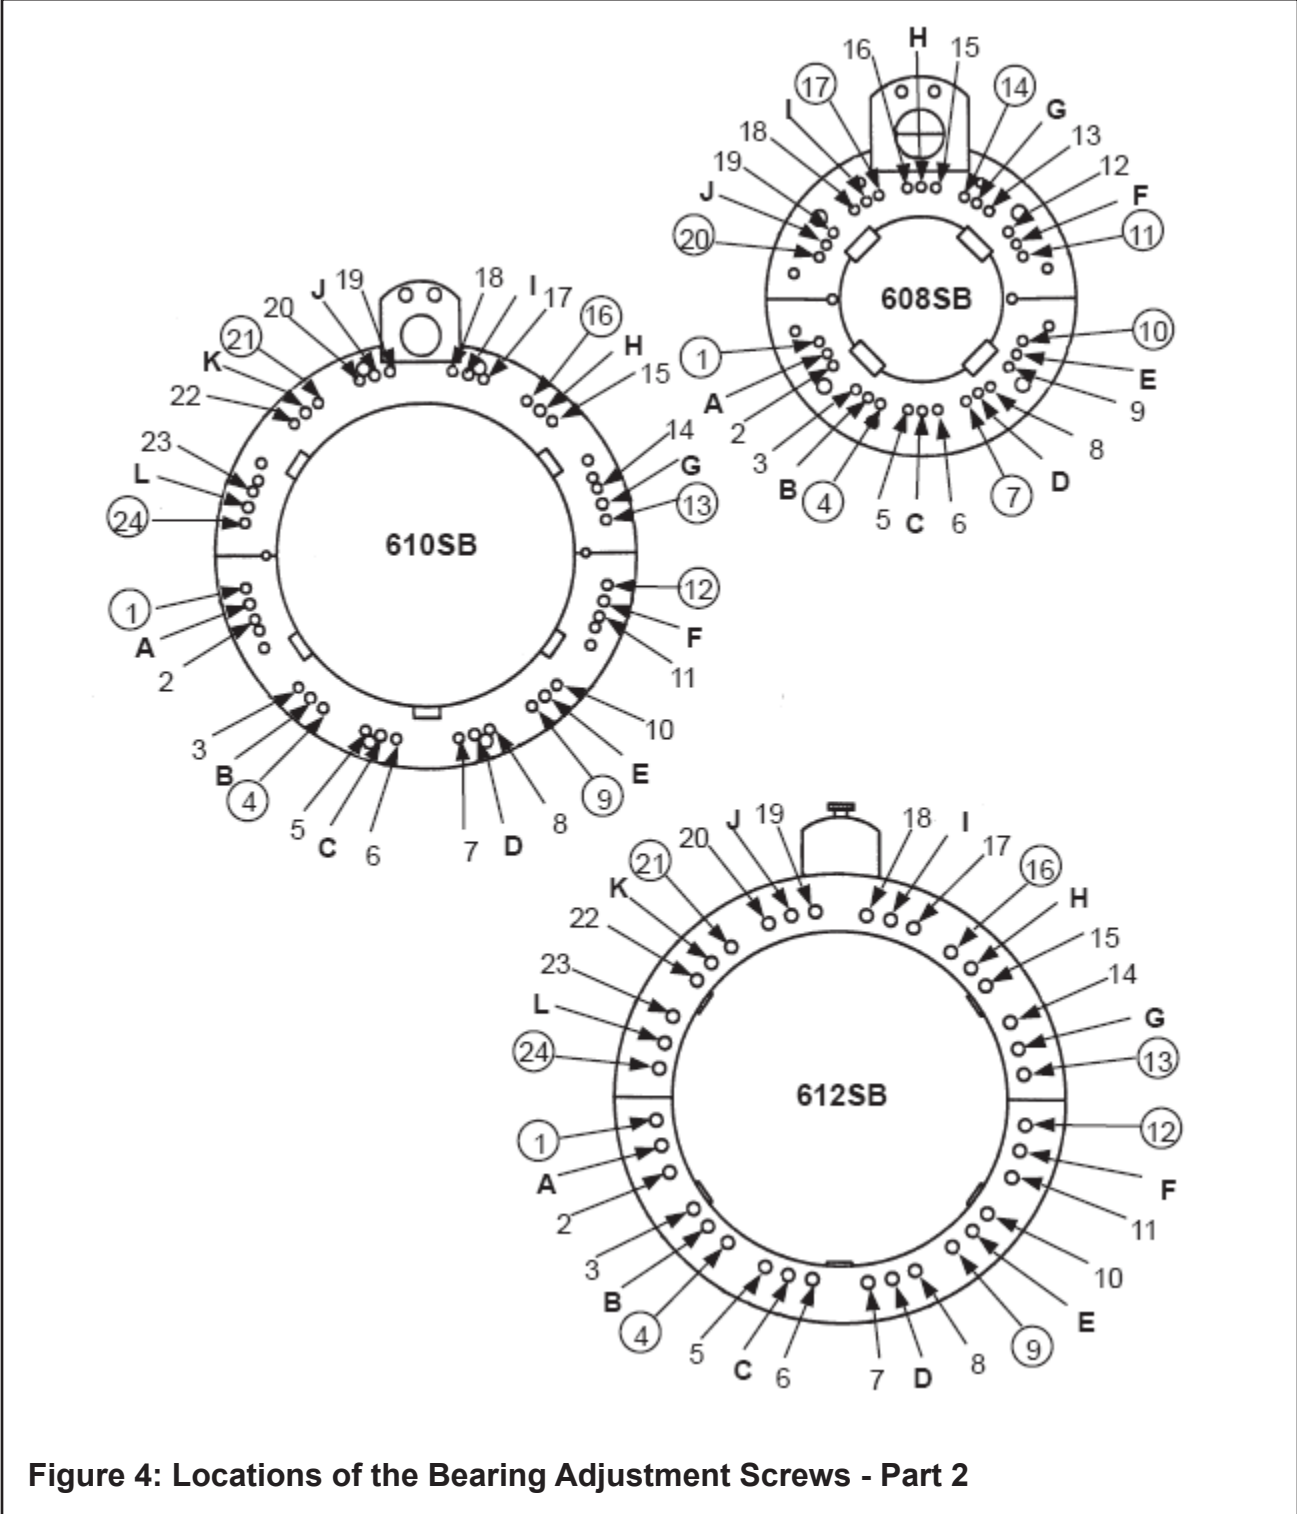 H
16
15
17
14
I
G
18
13
19
12
J
F
20
11
608SB
1
10
A
E
2
9
3
8
B
D
4
7
5
C
6
J
19
18
I
17
20
16
21
H
K
15
22
14
23
G
L
13
24
610SB
1
12
A
F
2
11
3
10
B
E
4
9
5
8
C
D
6
7
J
19
18
I
20
17
21
16
K
H
22
15
23
14
L
G
24
13
612SB
1
12
A
F
2
11
3
10
B
E
4
9
5
8
C
D
6
7
Figure 4: Locations of the Bearing Adjustment Screws - Part 2